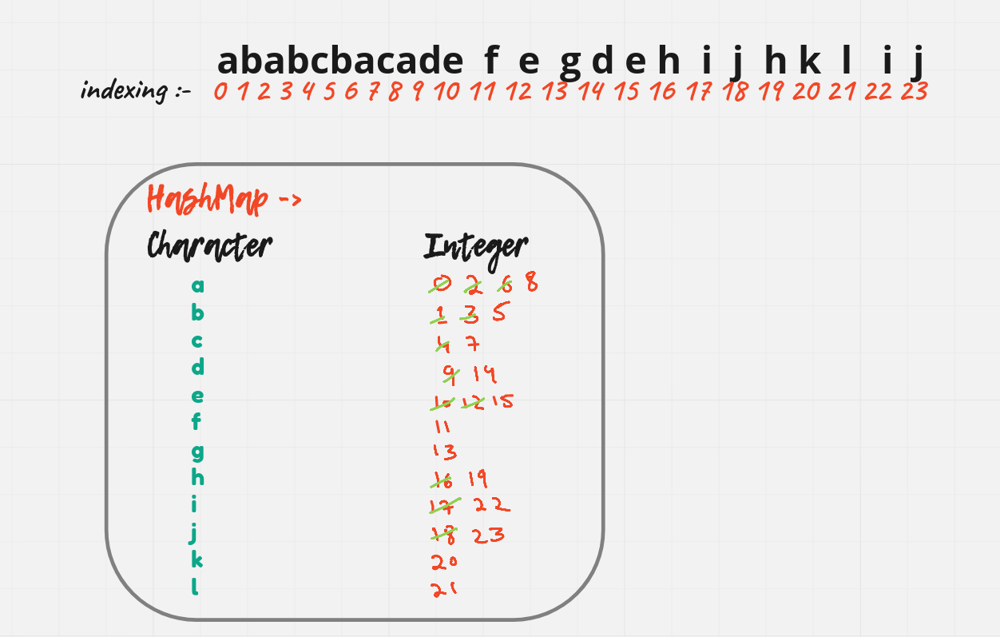 ababcbacade f e g d e h i j h k l i j
indexing :- 0 1 2 3 4 5 6 7 8 9 10 11 12 13 14 15 16 17 18 19 20 21 22 23
HashMap ->
Character Integer
a 0 2 6 8
b 1 3 5
c 4 7
d 9 14
e 10 12 15
f 11
g 13
h 16 19
i 17 22
j 18 23
k 20
l 21